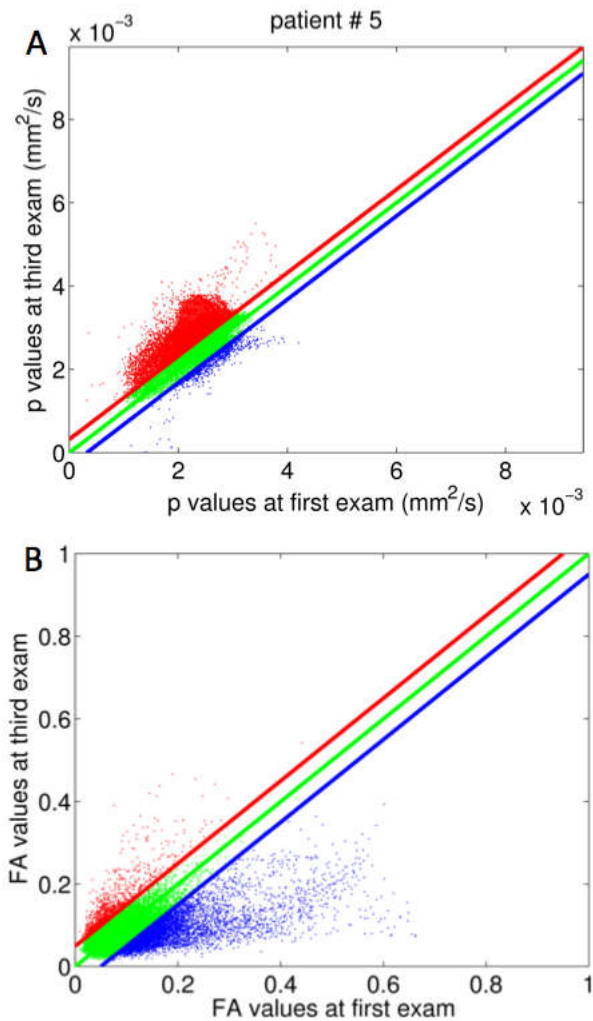 patient # 5
A
x 10⁻³
8
6
4
2
0
0 2 4 6 8
p values at third exam (mm²/s)
p values at first exam (mm²/s)
x 10⁻³
B
1
0.8
0.6
0.4
0.2
0
0 0.2 0.4 0.6 0.8 1
FA values at third exam
FA values at first exam